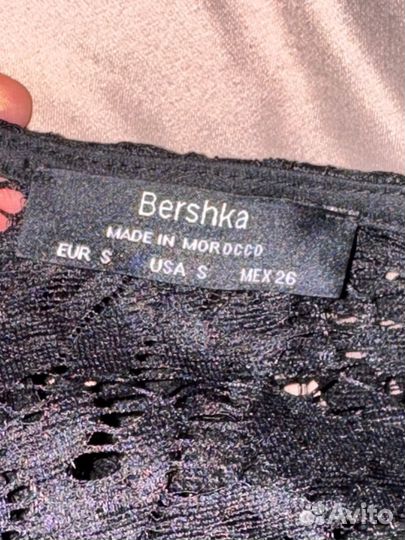 Bershka
MADE IN MOROCCO
EUR S USA S MEX 26
Avito